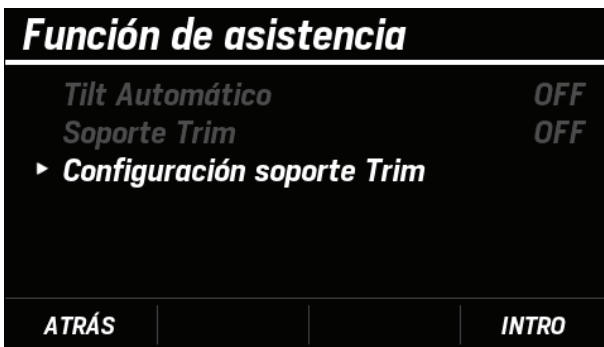 Función de asistencia
Tilt Automático OFF
Soporte Trim OFF
▸ Configuración soporte Trim
ATRÁS INTRO